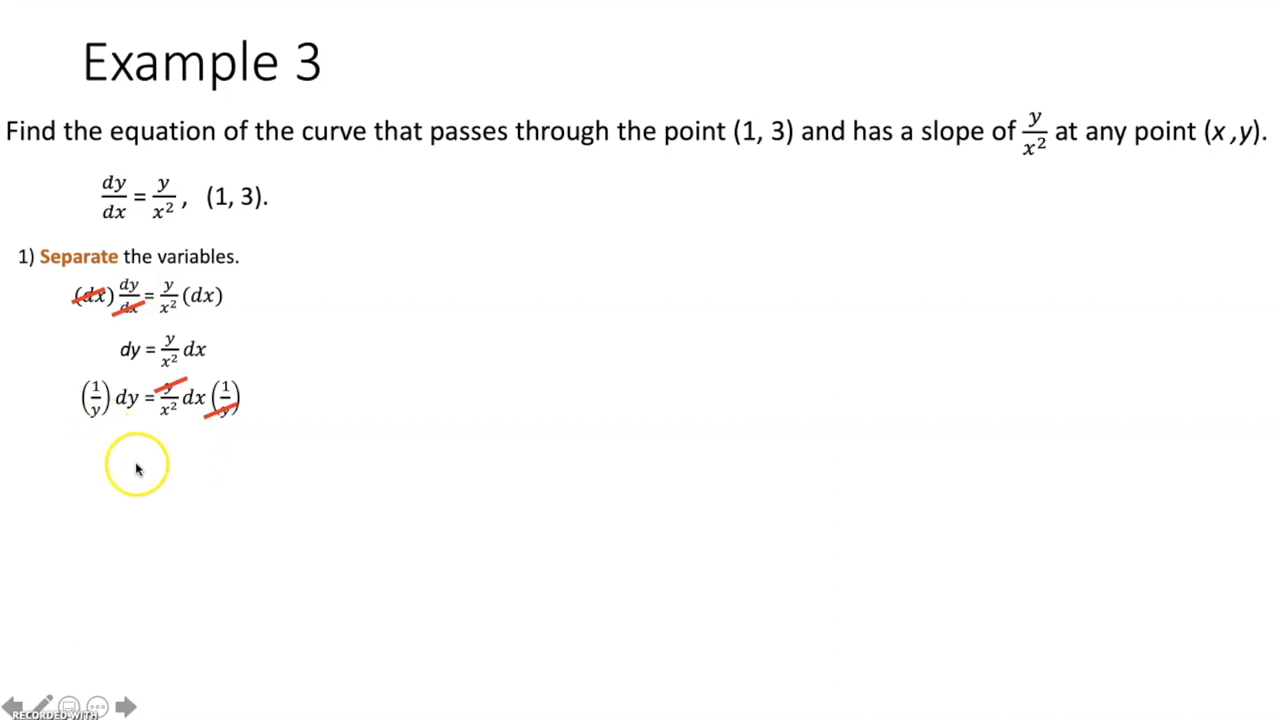 Example 3
Find the equation of the curve that passes through the point (1, 3) and has a slope of y/x² at any point (x ,y).
dy/dx = y/x² , (1, 3).
1) Separate the variables.
(dx) dy/dx = y/x² (dx)
dy = y/x² dx
(1/y) dy = y/x² dx (1/y)
RECORDED WITH